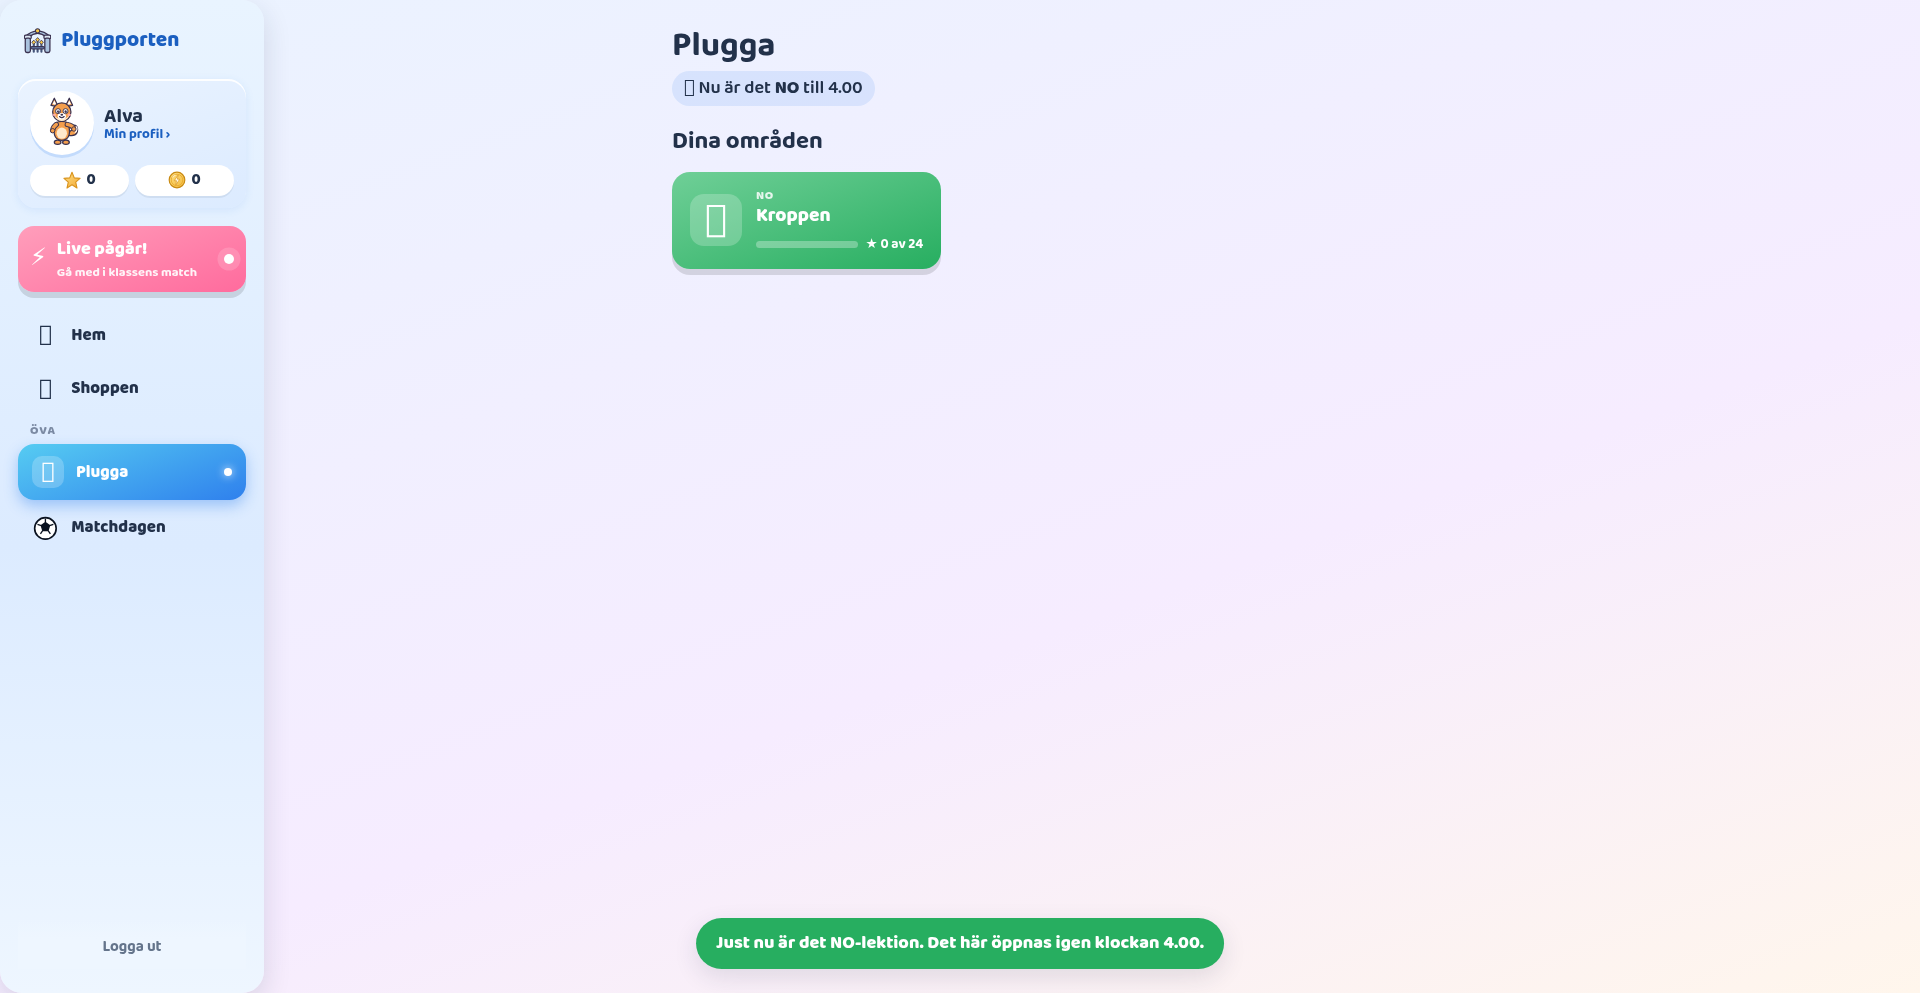 Pluggporten
Alva
Min profil ›
0
0
Live pågår!
Gå med i klassens match
Hem
Shoppen
ÖVA
Plugga
Matchdagen
Logga ut
Plugga
Nu är det NO till 4.00
Dina områden
NO
Kroppen
★ 0 av 24
Just nu är det NO-lektion. Det här öppnas igen klockan 4.00.